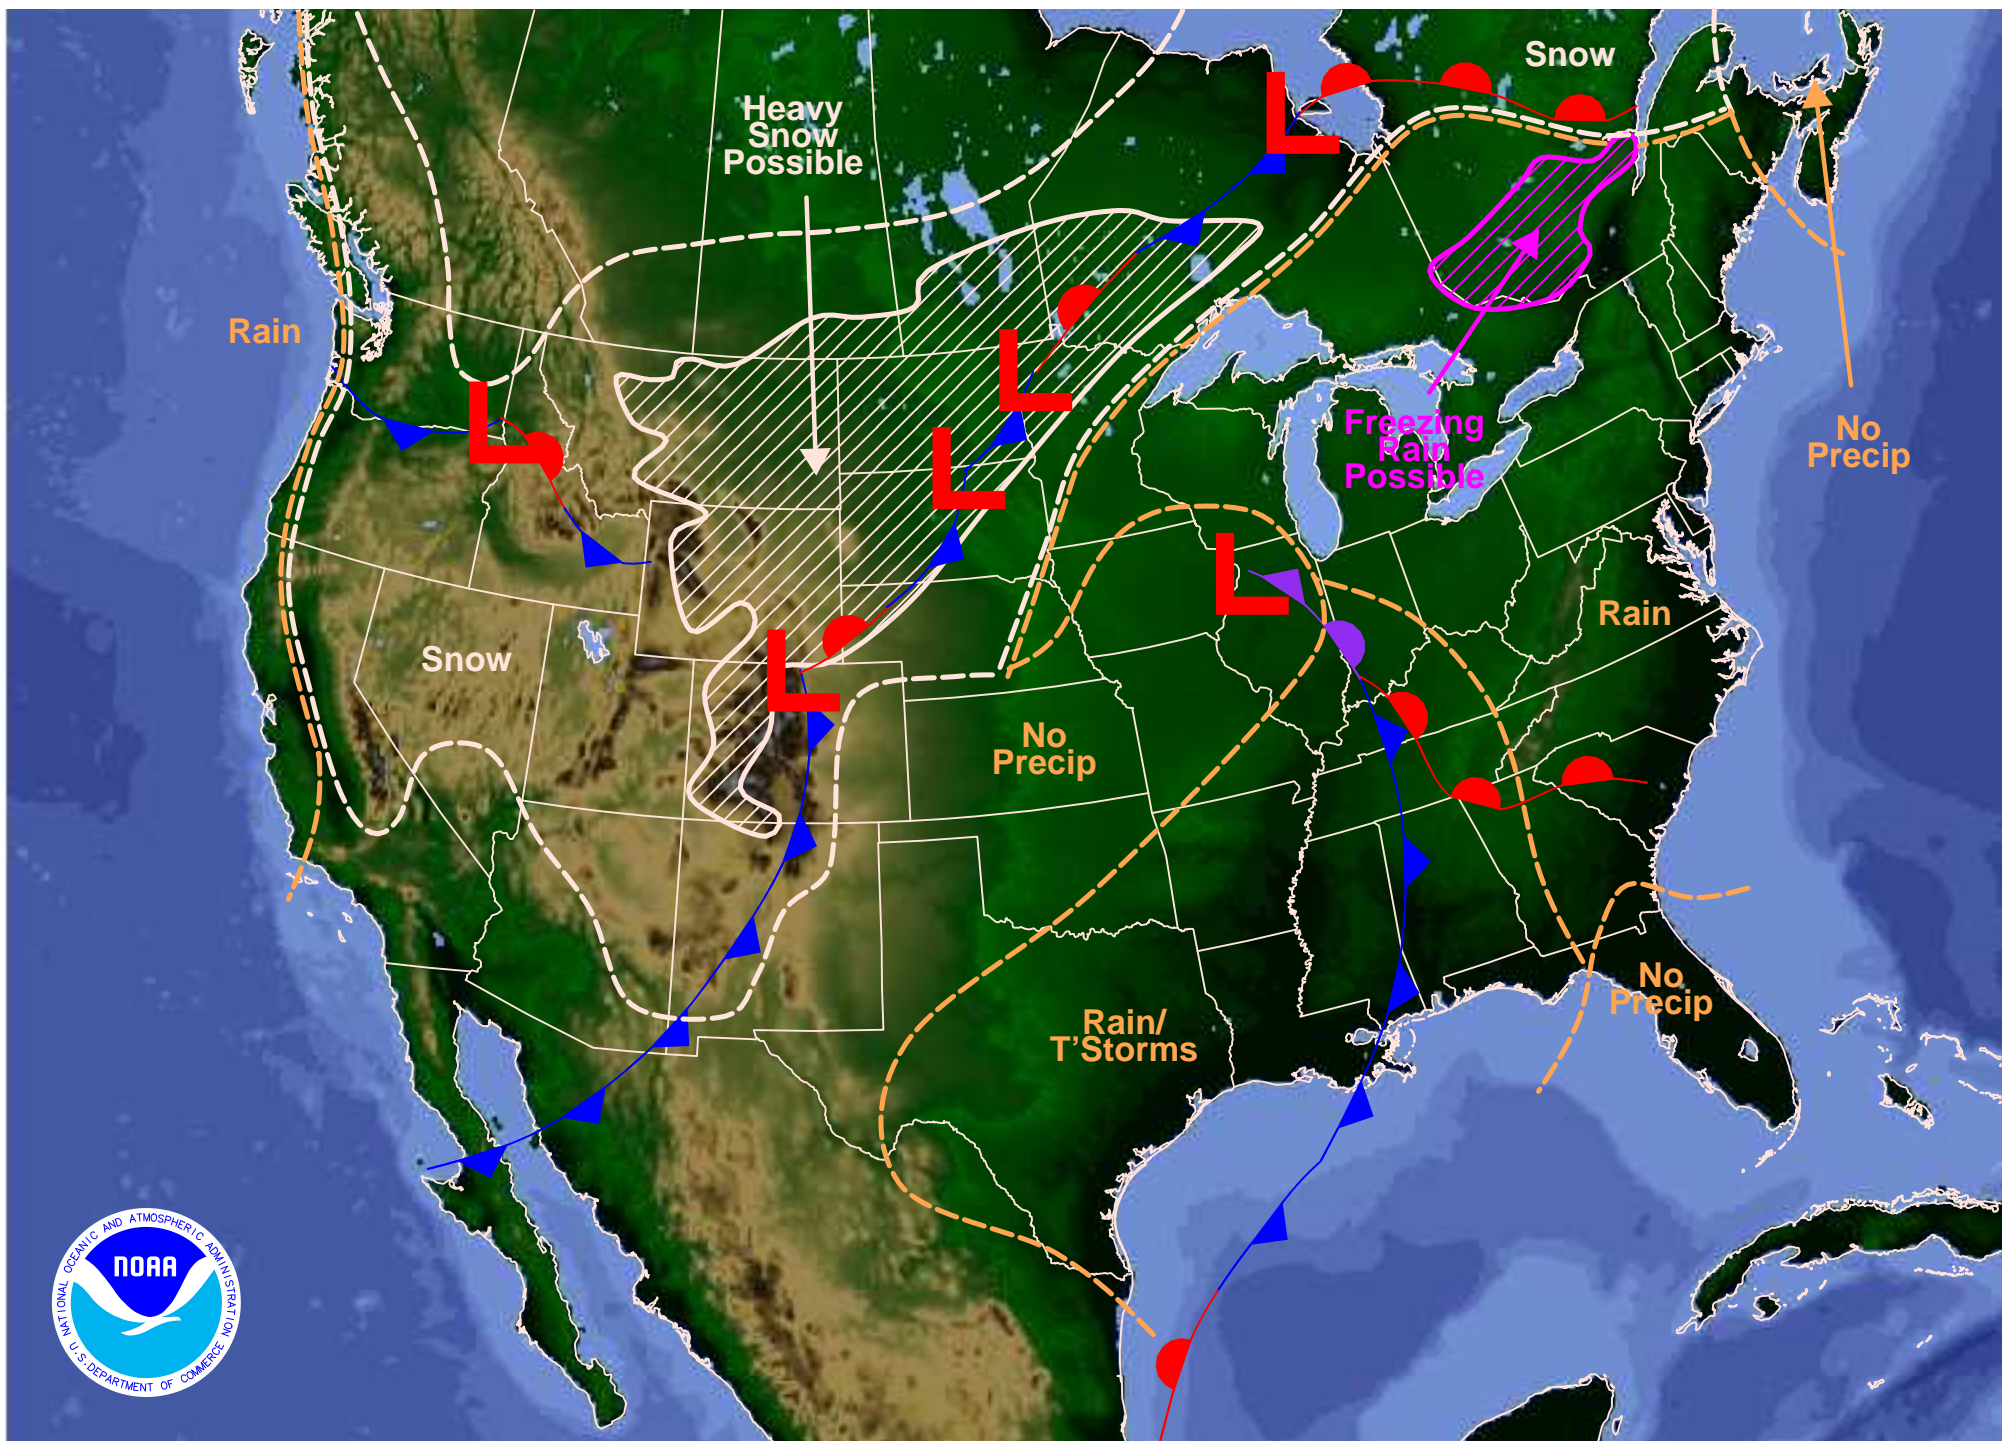 Snow
Heavy
Snow
Possible
Rain
Freezing
Rain
Possible
No
Precip
Rain
Snow
No
Precip
No
Precip
Rain/
T'Storms
L
L
L
L
L
L
NOAA
NATIONAL OCEANIC AND ATMOSPHERIC ADMINISTRATION
U.S. DEPARTMENT OF COMMERCE